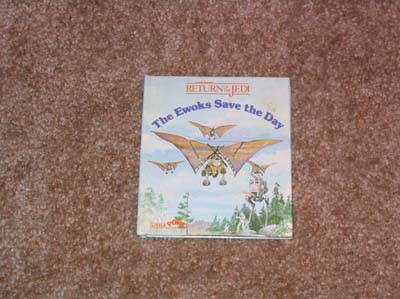 RETURN OF THE JEDI
The Ewoks Save the Day